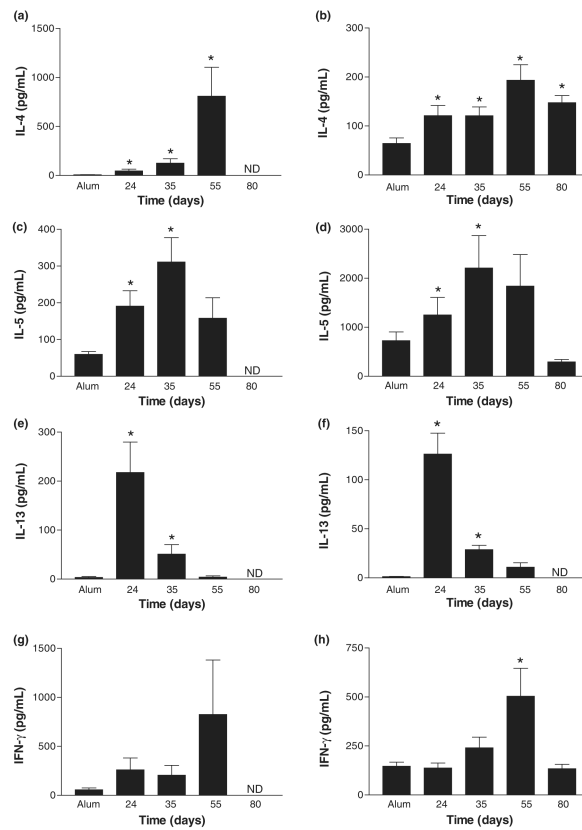 (a)
1500
1000
500
0
IL-4 (pg/mL)
*
*
*
ND
Alum 24 35 55 80
Time (days)
(b)
300
200
100
0
IL-4 (pg/mL)
*
*
*
*
Alum 24 35 55 80
Time (days)
(c)
400
300
200
100
0
IL-5 (pg/mL)
*
*
ND
Alum 24 35 55 80
Time (days)
(d)
3000
2000
1000
0
IL-5 (pg/mL)
*
*
Alum 24 35 55 80
Time (days)
(e)
300
200
100
0
IL-13 (pg/mL)
*
*
ND
Alum 24 35 55 80
Time (days)
(f)
150
100
50
0
IL-13 (pg/mL)
*
*
ND
Alum 24 35 55 80
Time (days)
(g)
1500
1000
500
0
IFN-γ (pg/mL)
ND
Alum 24 35 55 80
Time (days)
(h)
750
500
250
0
IFN-γ (pg/mL)
*
Alum 24 35 55 80
Time (days)